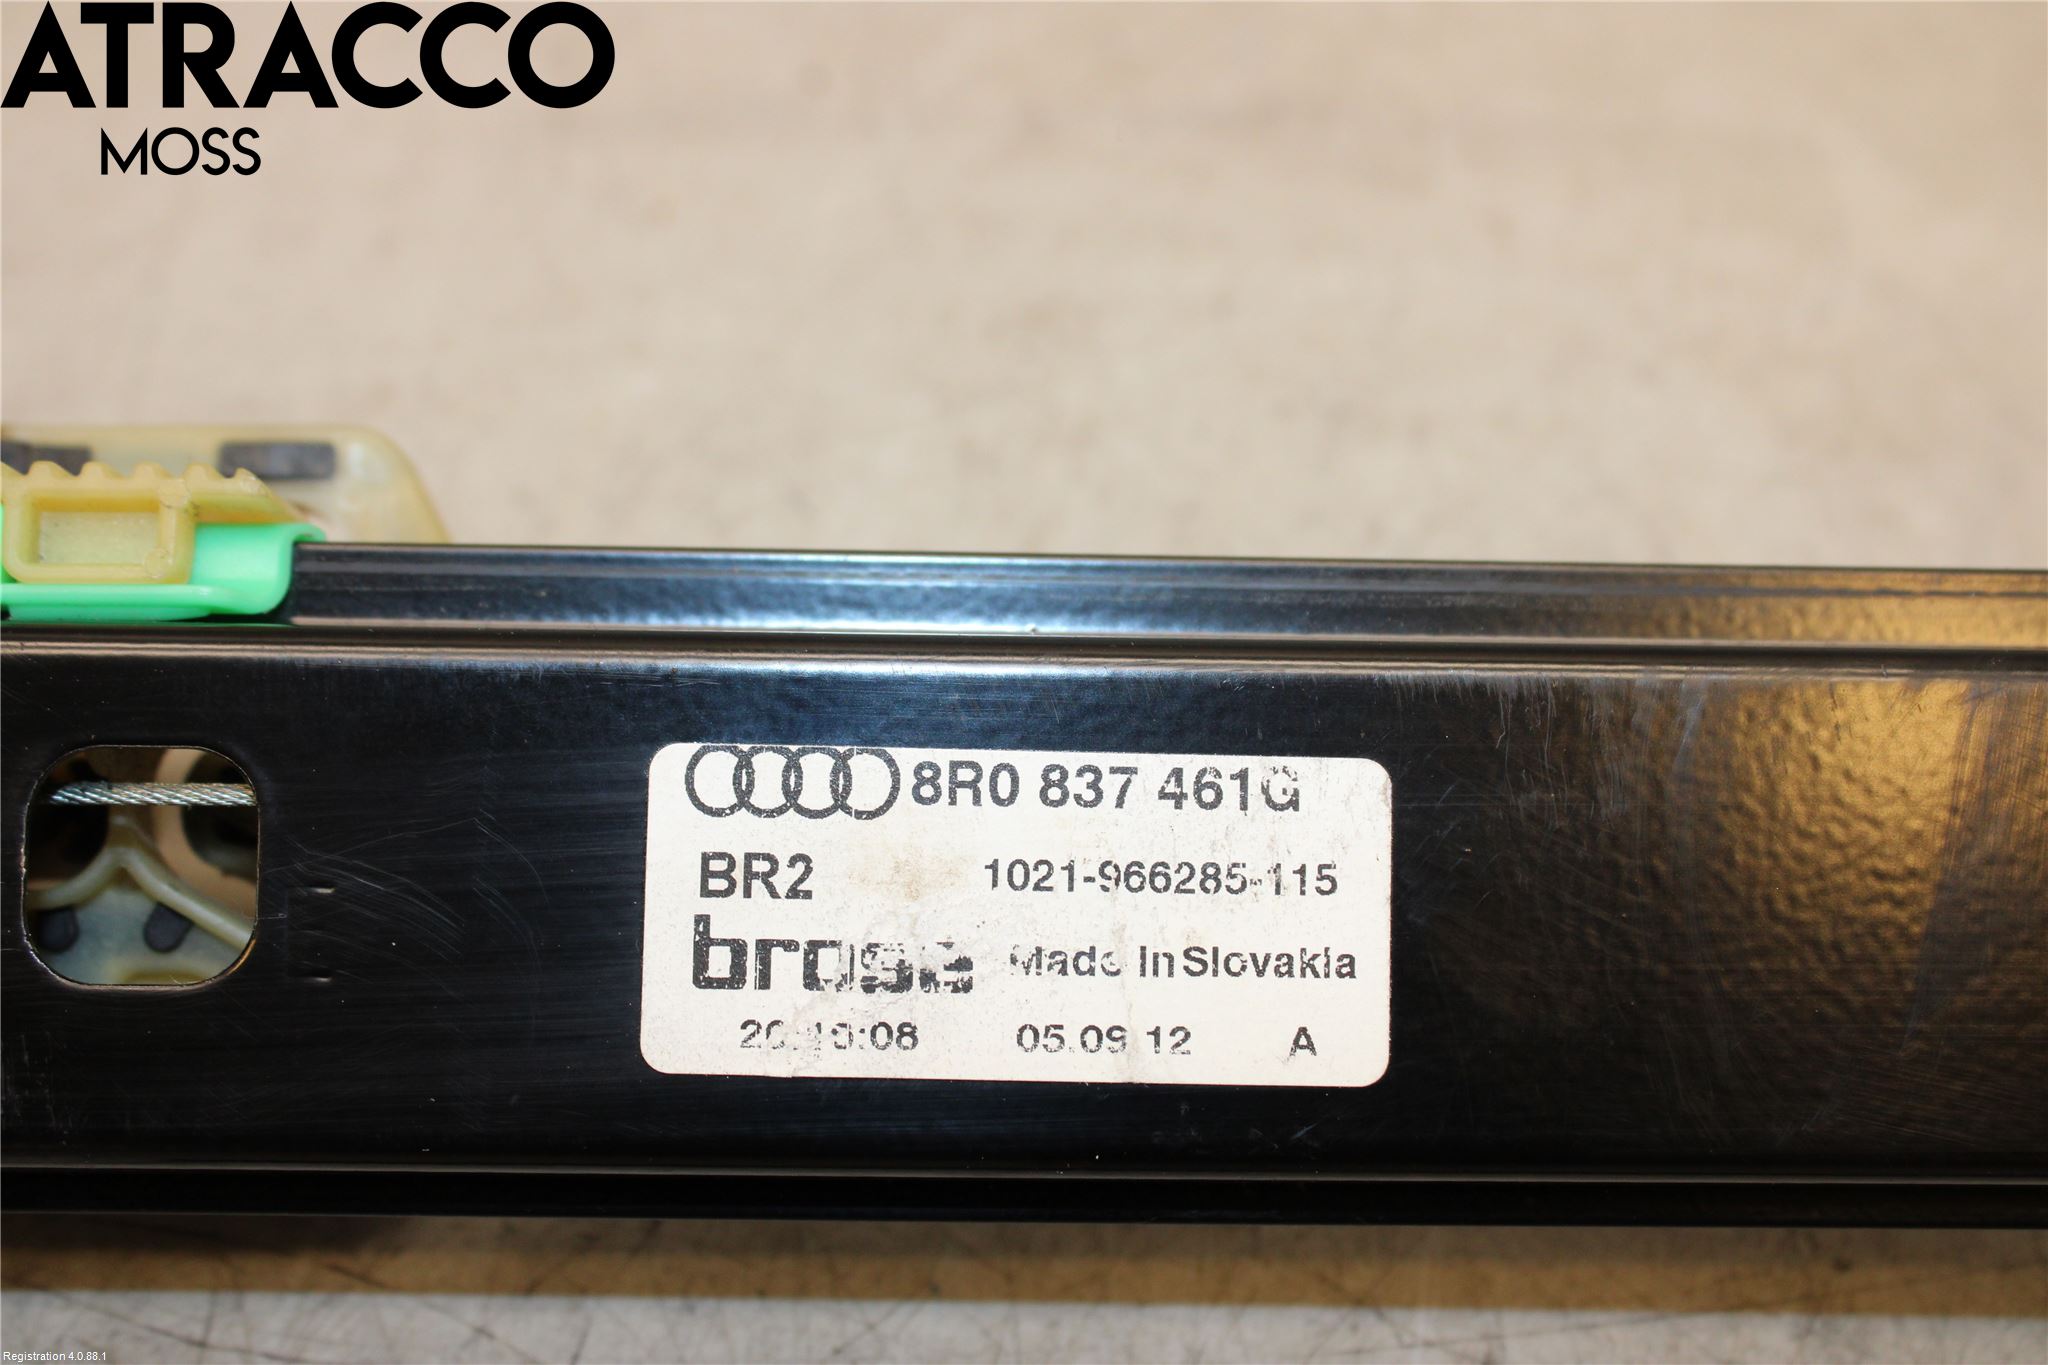 ATRACCO
MOSS
8R0 837 461G
BR2 1021-966285-115
brose Made in Slovakia
05.09.12 A
Registration 4.0.88.1